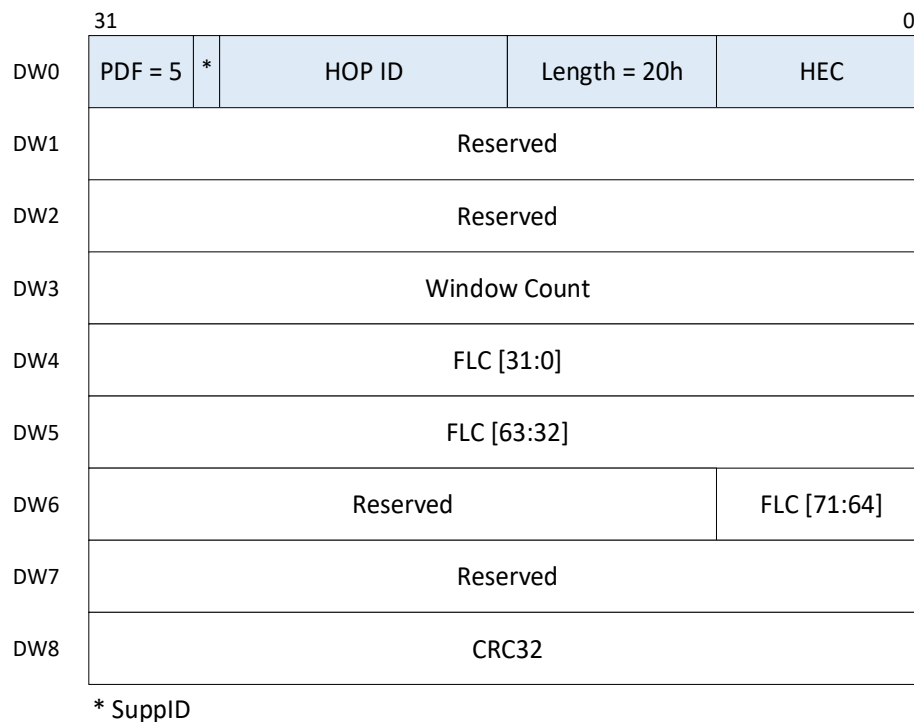 31 0
DW0 PDF = 5 * HOP ID Length = 20h HEC
DW1 Reserved
DW2 Reserved
DW3 Window Count
DW4 FLC [31:0]
DW5 FLC [63:32]
DW6 Reserved FLC [71:64]
DW7 Reserved
DW8 CRC32
* SuppID